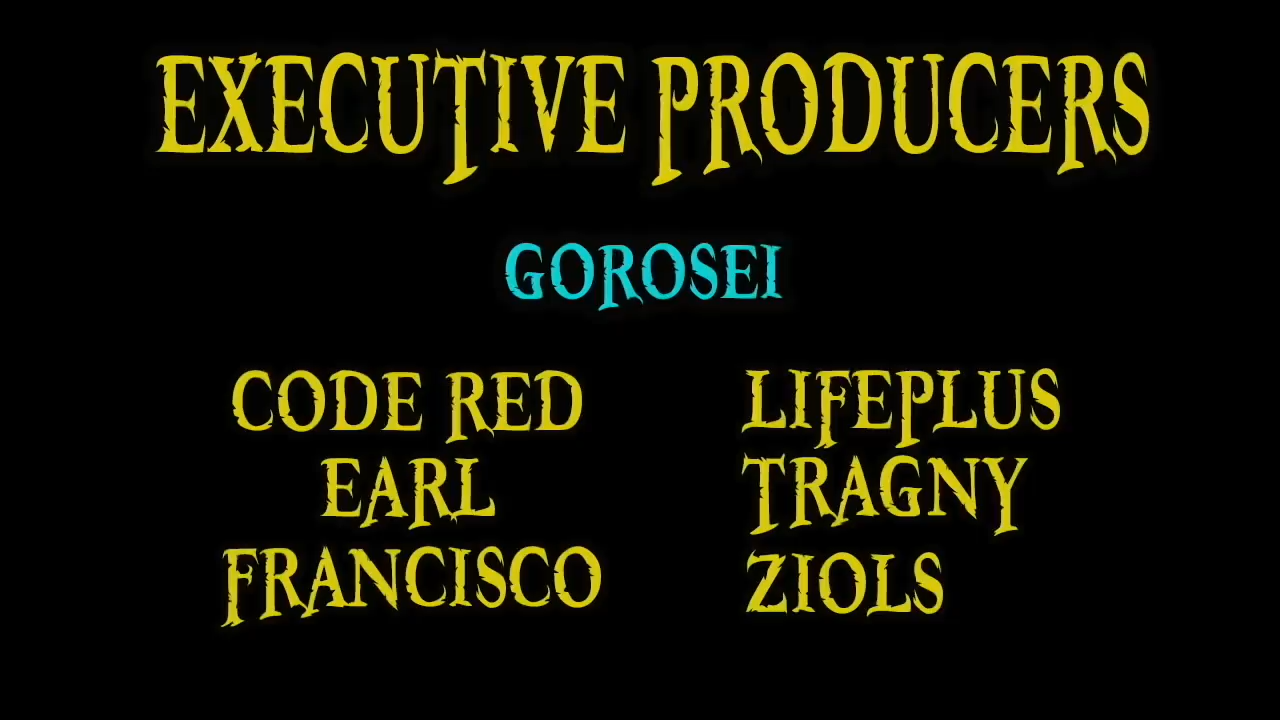 EXECUTIVE PRODUCERS
GOROSEI
CODE RED
EARL
FRANCISCO
LIFEPLUS
TRAGNY
ZIOLS